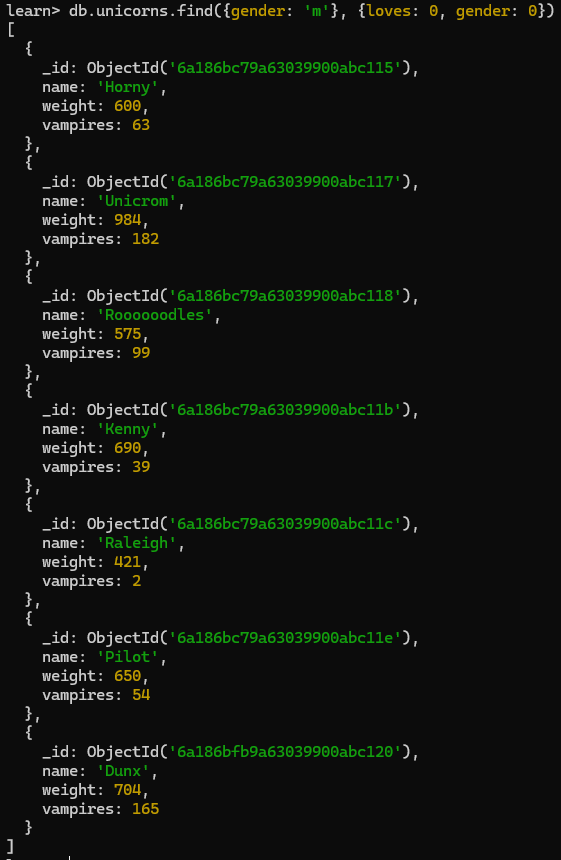 learn> db.unicorns.find({gender: 'm'}, {loves: 0, gender: 0})
[
  {
    _id: ObjectId('6a186bc79a63039900abc115'),
    name: 'Horny',
    weight: 600,
    vampires: 63
  },
  {
    _id: ObjectId('6a186bc79a63039900abc117'),
    name: 'Unicrom',
    weight: 984,
    vampires: 182
  },
  {
    _id: ObjectId('6a186bc79a63039900abc118'),
    name: 'Roooooodles',
    weight: 575,
    vampires: 99
  },
  {
    _id: ObjectId('6a186bc79a63039900abc11b'),
    name: 'Kenny',
    weight: 690,
    vampires: 39
  },
  {
    _id: ObjectId('6a186bc79a63039900abc11c'),
    name: 'Raleigh',
    weight: 421,
    vampires: 2
  },
  {
    _id: ObjectId('6a186bc79a63039900abc11e'),
    name: 'Pilot',
    weight: 650,
    vampires: 54
  },
  {
    _id: ObjectId('6a186bfb9a63039900abc120'),
    name: 'Dunx',
    weight: 704,
    vampires: 165
  }
]